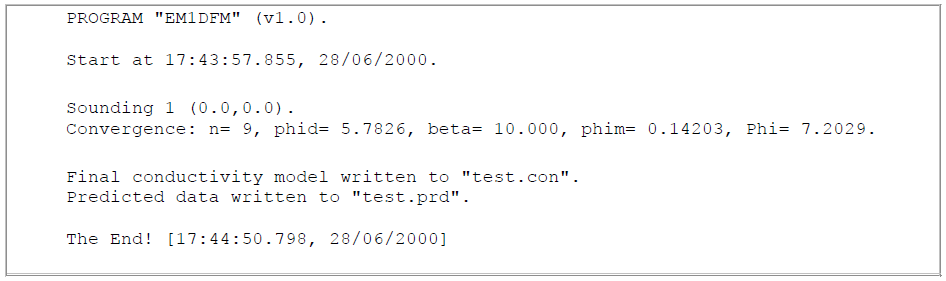 PROGRAM "EM1DFM" (v1.0).
Start at 17:43:57.855, 28/06/2000.
Sounding 1 (0.0,0.0).
Convergence: n= 9, phid= 5.7826, beta= 10.000, phim= 0.14203, Phi= 7.2029.
Final conductivity model written to "test.con".
Predicted data written to "test.prd".
The End! [17:44:50.798, 28/06/2000]